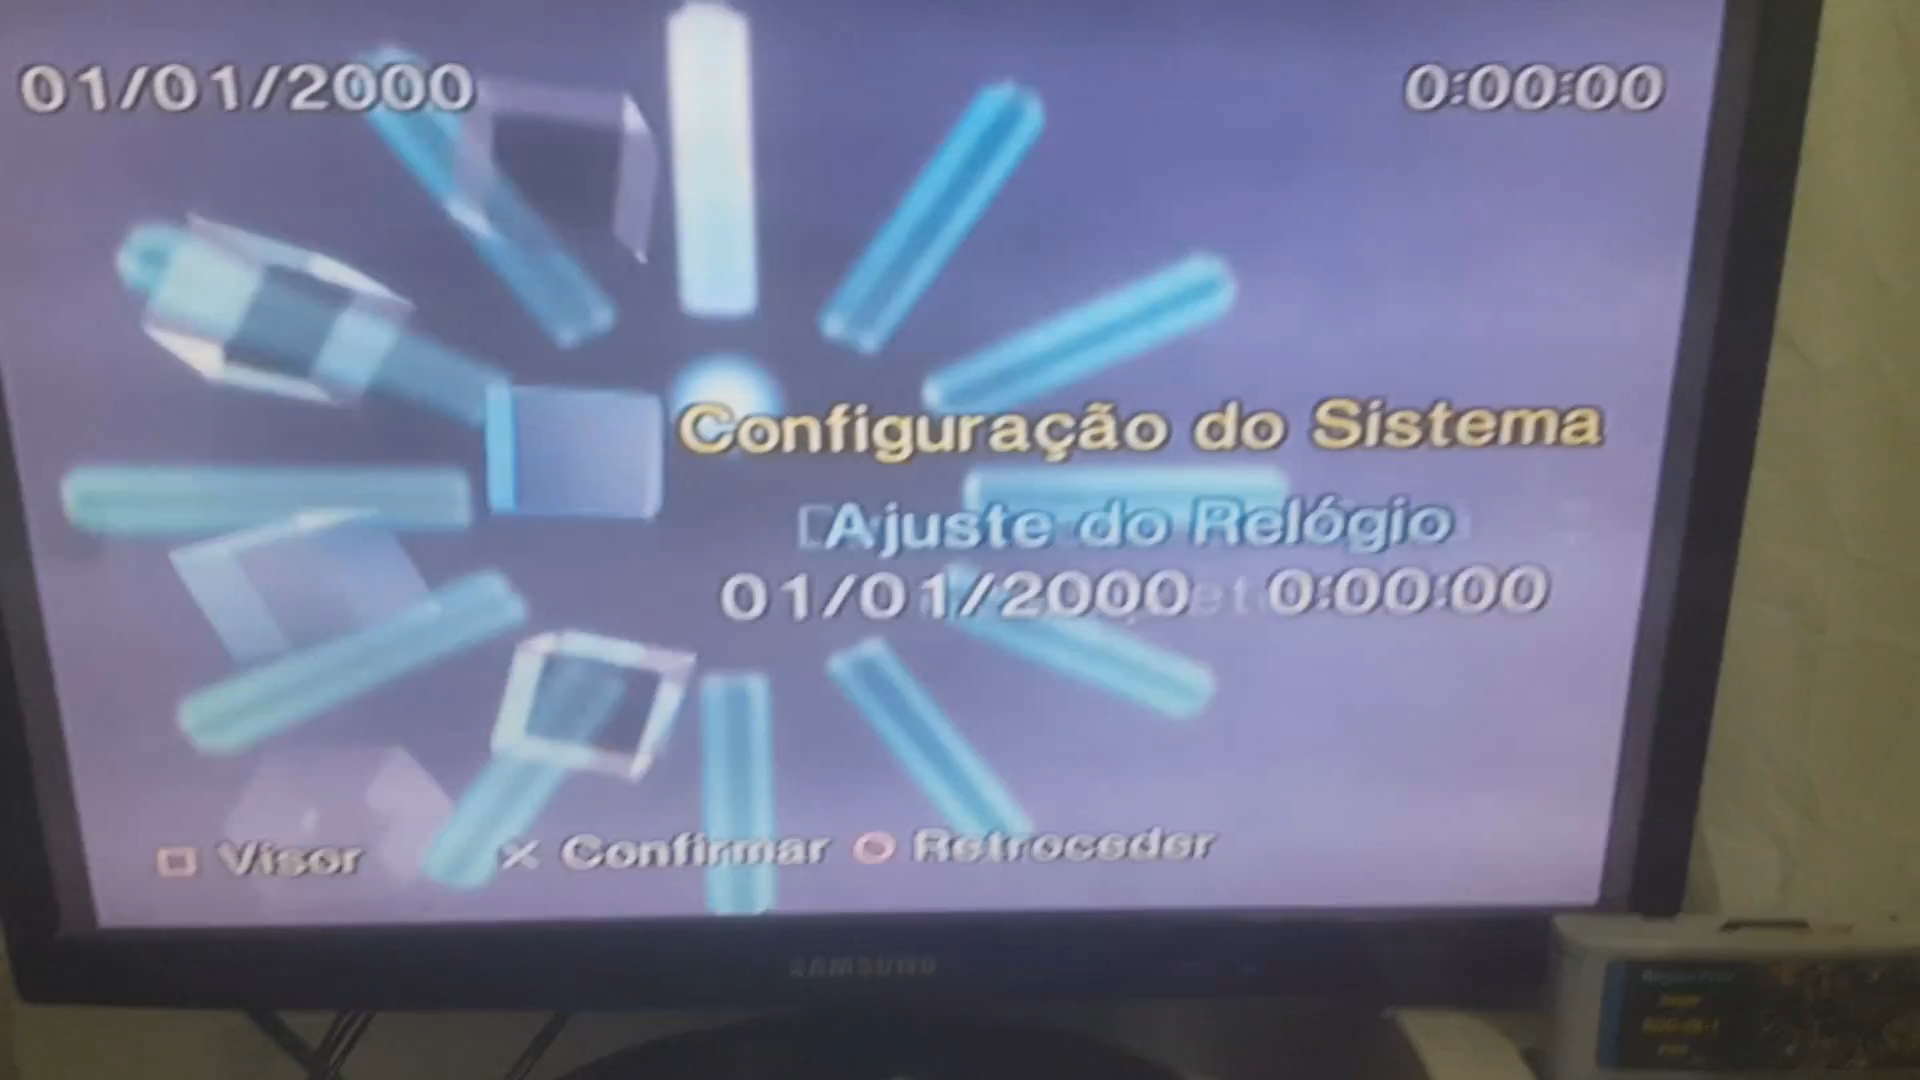 01/01/2000
0:00:00
Configuração do Sistema
Ajuste do Relógio
01/01/2000 0:00:00
Visor
Confirmar
Retroceder
SAMSUNG